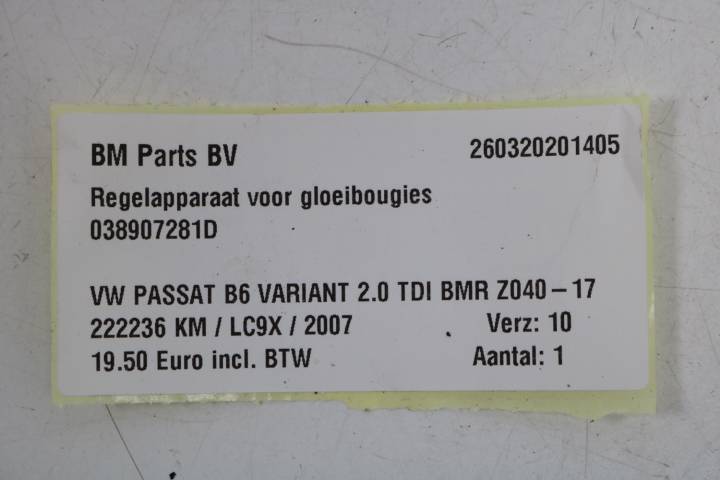 BM Parts BV 260320201405
Regelapparaat voor gloeibougies
038907281D
VW PASSAT B6 VARIANT 2.0 TDI BMR Z040-17
222236 KM / LC9X / 2007 Verz: 10
19.50 Euro incl. BTW Aantal: 1